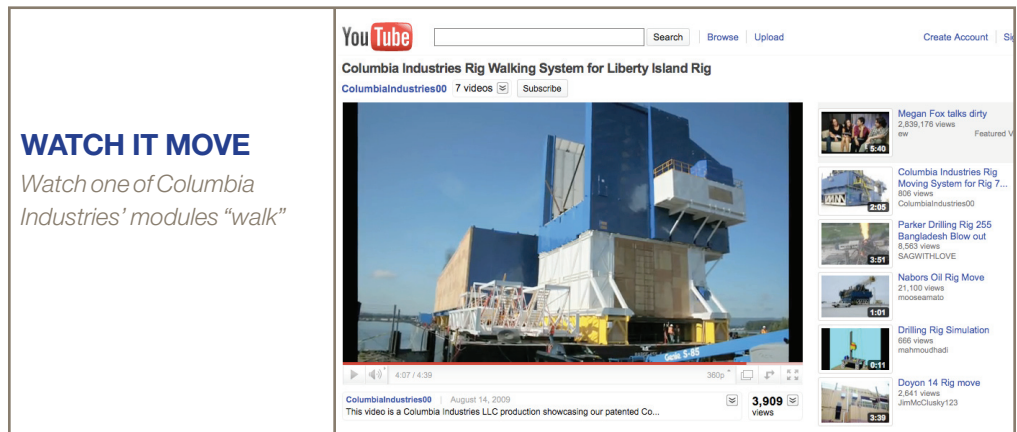 WATCH IT MOVE
Watch one of Columbia
Industries’ modules “walk”
YouTube
Search
Browse
Upload
Create Account
Columbia Industries Rig Walking System for Liberty Island Rig
ColumbiaIndustries00
7 videos
Subscribe
Genie S-85
4:07 / 4:39
360p
ColumbiaIndustries00
August 14, 2009
This video is a Columbia Industries LLC production showcasing our patented Co...
3,909
views
5:40
Megan Fox talks dirty
2,839,176 views
ew
Featured
2:05
Columbia Industries Rig
Moving System for Rig 7...
806 views
ColumbiaIndustries00
3:51
Parker Drilling Rig 255
Bangladesh Blow out
8,563 views
SAGWITHLOVE
1:01
Nabors Oil Rig Move
21,100 views
mooseamato
0:11
Drilling Rig Simulation
666 views
mahmoudhadi
3:39
Doyon 14 Rig move
2,641 views
JimMcClusky123